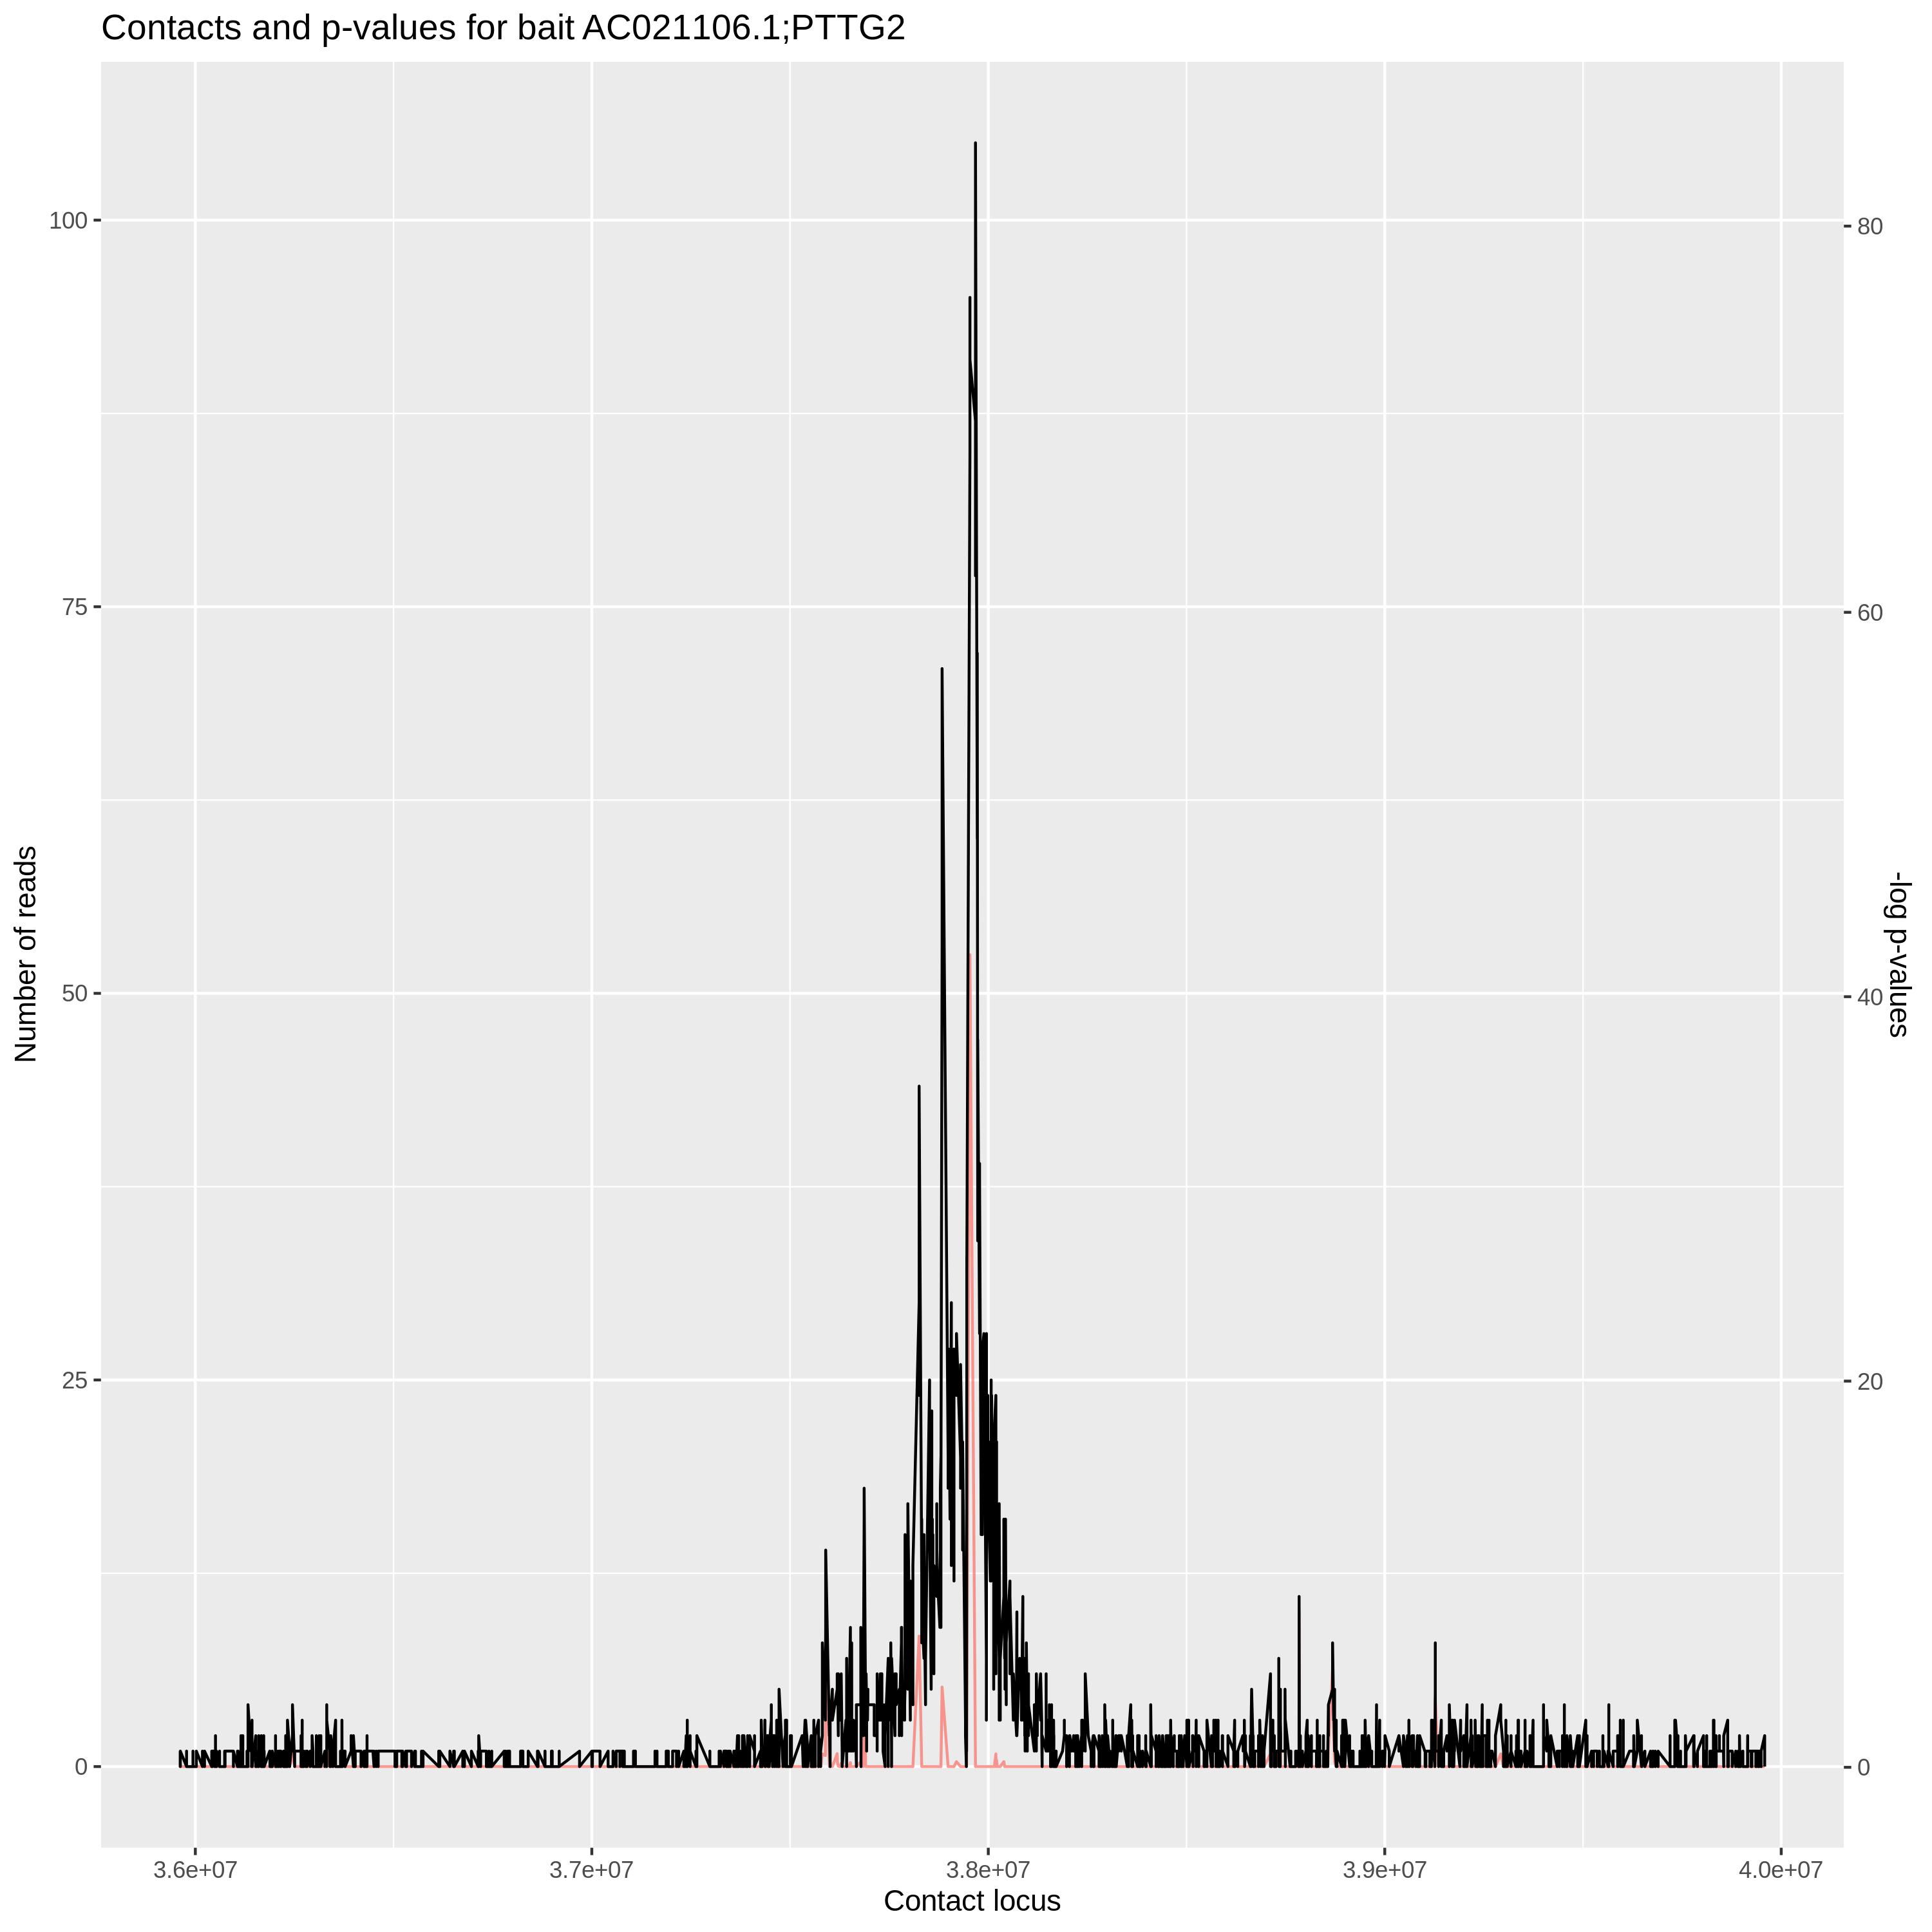 Contacts and p-values for bait AC021106.1;PTTG2
100
75
50
25
0
Number of reads
80
60
40
20
0
-log p-values
3.6e+07
3.7e+07
3.8e+07
3.9e+07
4.0e+07
Contact locus